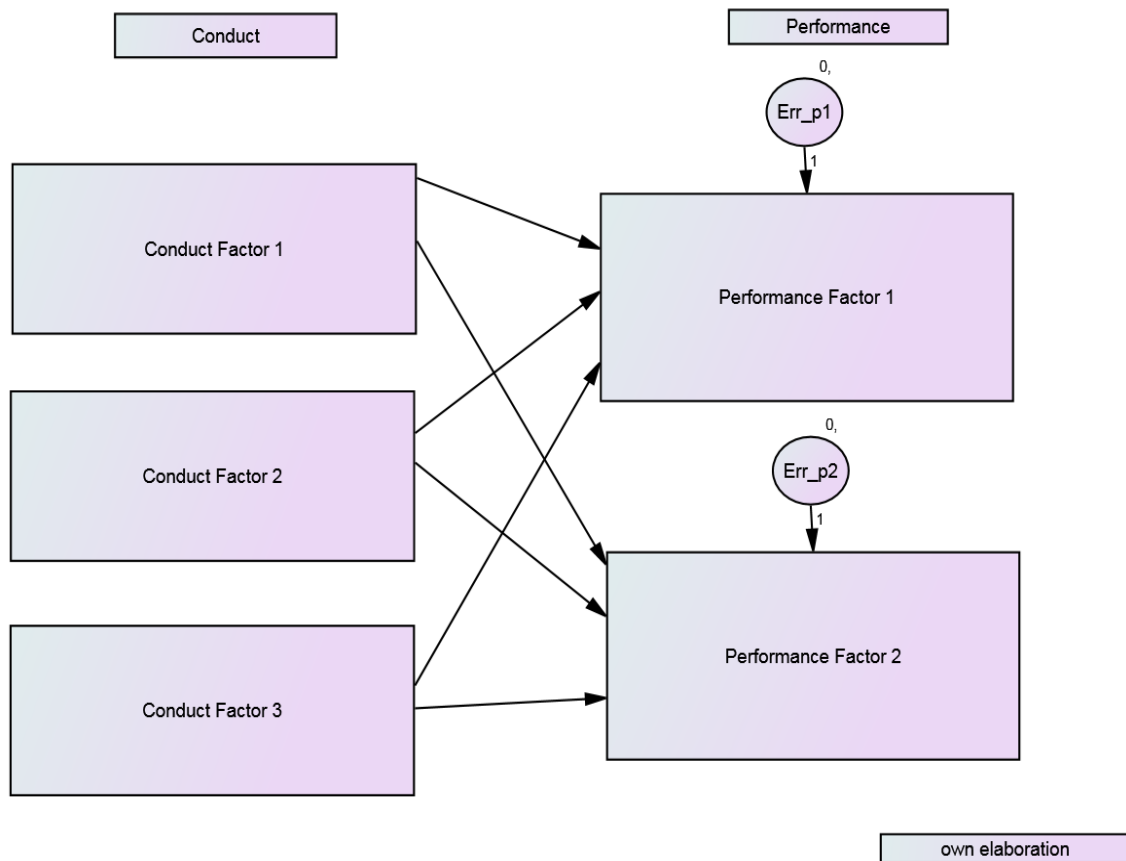 Conduct
Performance
0,
Err_p1
1
Conduct Factor 1
Performance Factor 1
0,
Conduct Factor 2
Err_p2
1
Performance Factor 2
Conduct Factor 3
own elaboration